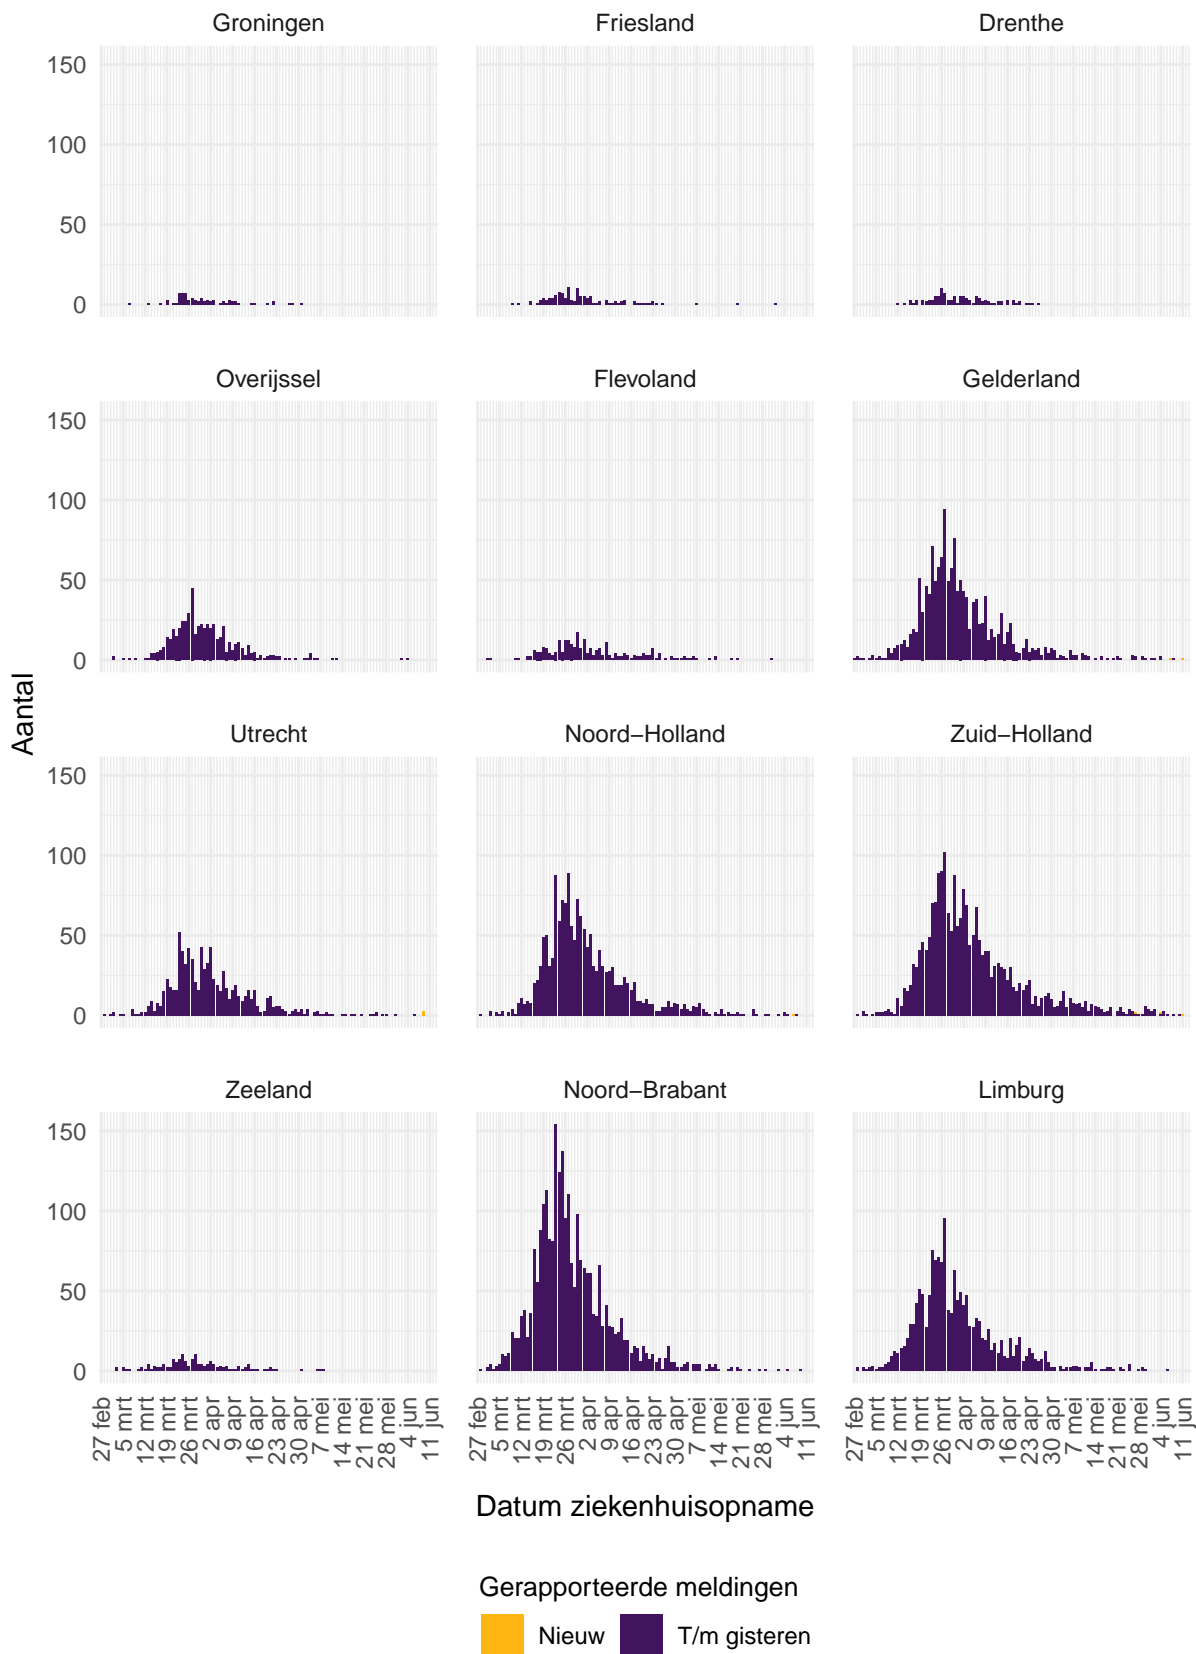 Groningen Friesland Drenthe
150
100
50
0
Overijssel Flevoland Gelderland
150
100
50
0
Aantal
Utrecht Noord−Holland Zuid−Holland
150
100
50
0
Zeeland Noord−Brabant Limburg
150
100
50
0
27 feb 5 mrt 12 mrt 19 mrt 26 mrt 2 apr 9 apr 16 apr 23 apr 30 apr 7 mei 14 mei 21 mei 28 mei 4 jun 11 jun
27 feb 5 mrt 12 mrt 19 mrt 26 mrt 2 apr 9 apr 16 apr 23 apr 30 apr 7 mei 14 mei 21 mei 28 mei 4 jun 11 jun
27 feb 5 mrt 12 mrt 19 mrt 26 mrt 2 apr 9 apr 16 apr 23 apr 30 apr 7 mei 14 mei 21 mei 28 mei 4 jun 11 jun
Datum ziekenhuisopname
Gerapporteerde meldingen
Nieuw T/m gisteren